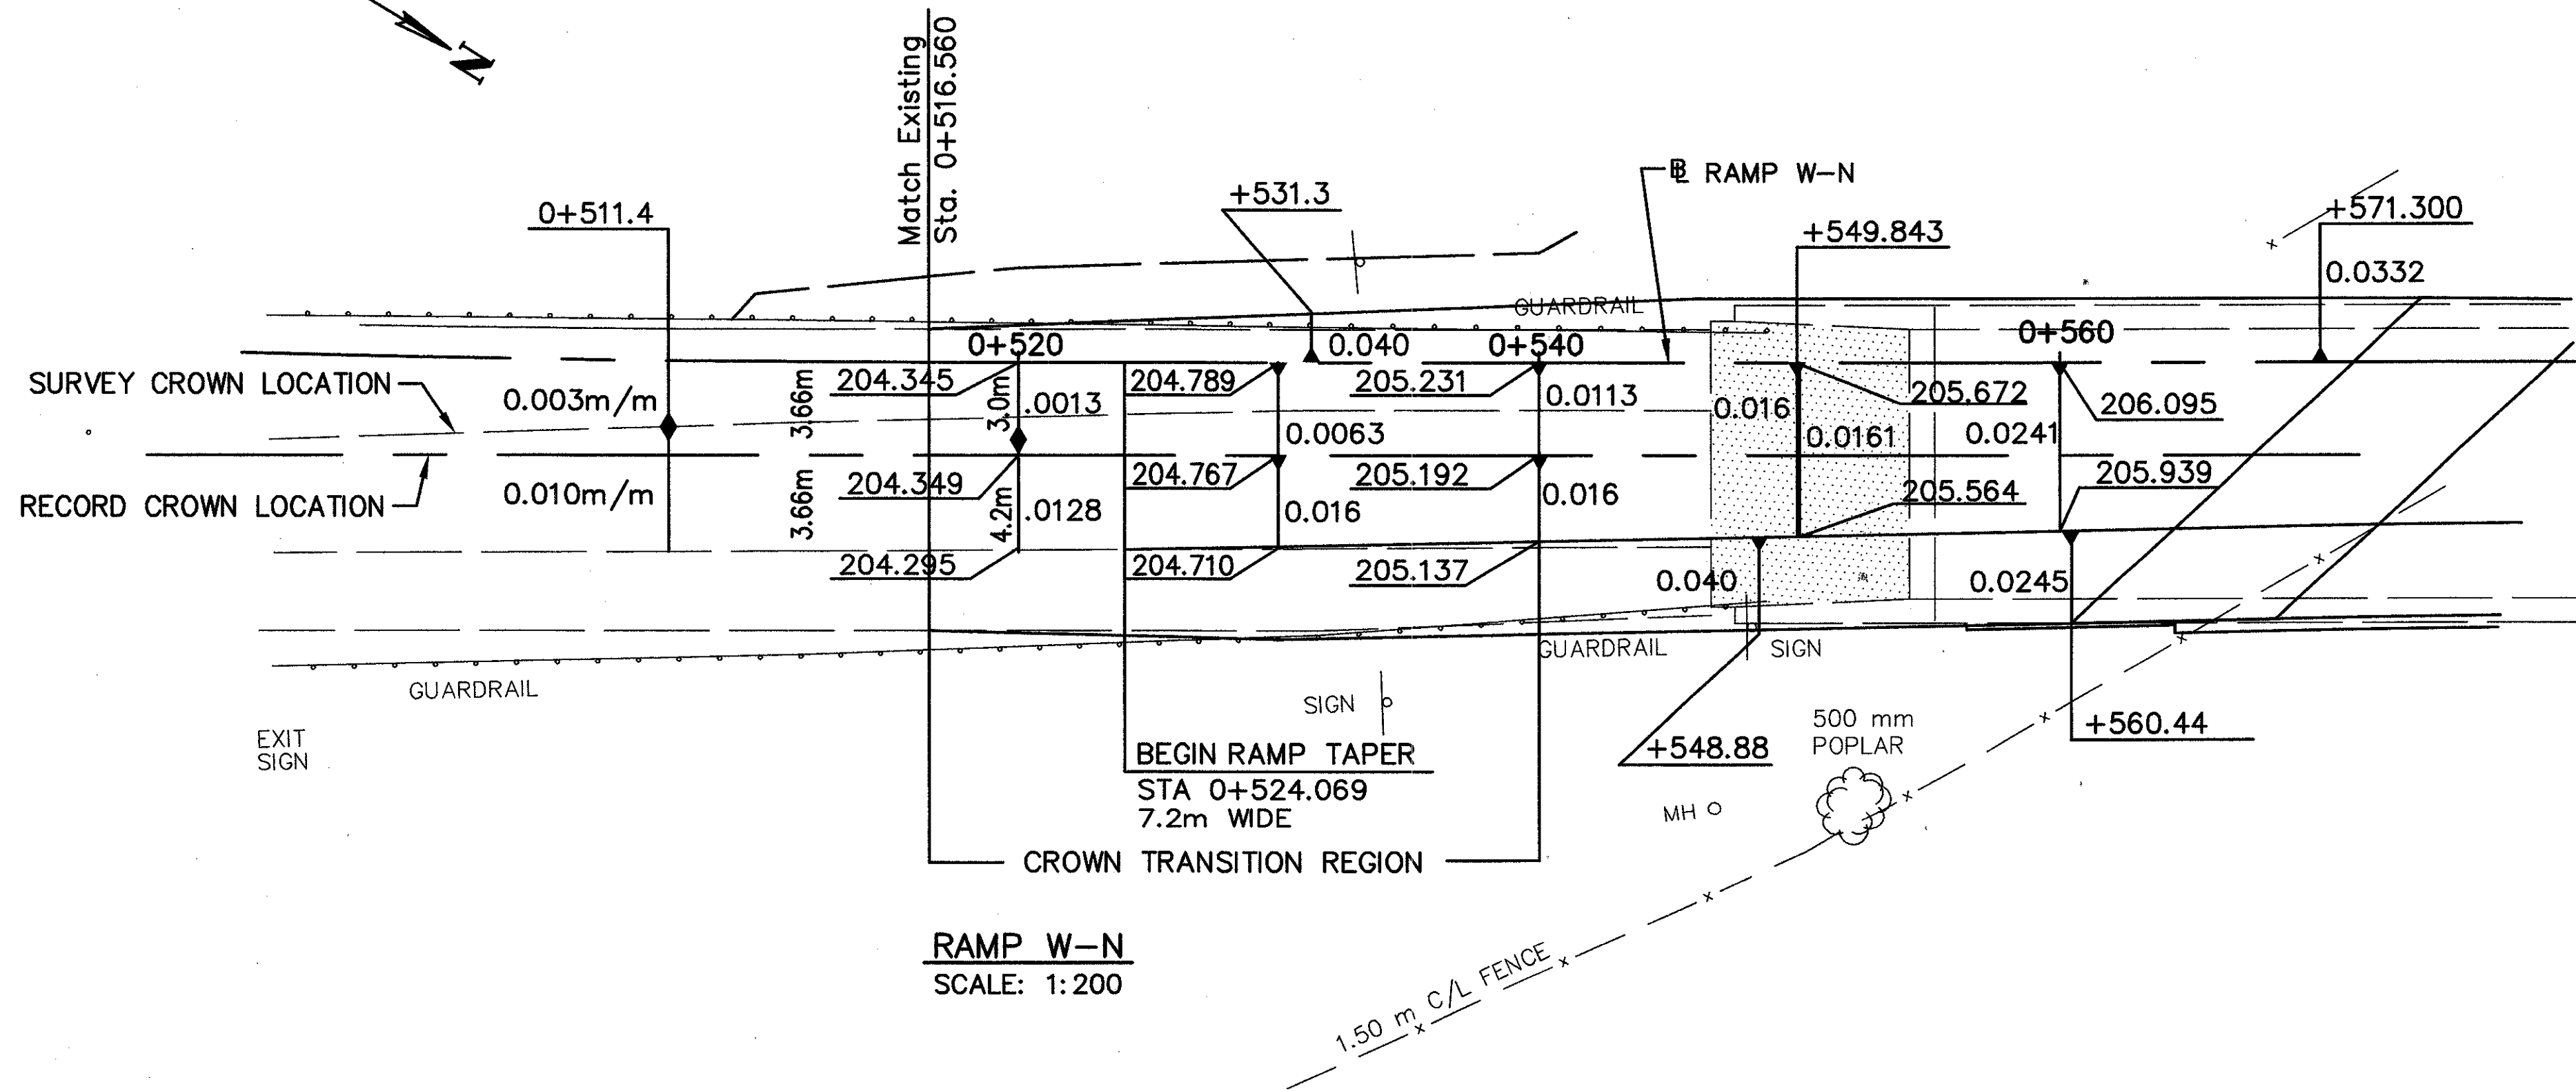 N
Match Existing
Sta. 0+516.560
0+511.4
+531.3
℄ RAMP W-N
+549.843
+571.300
0.0332
GUARDRAIL
0+520
0.040
0+540
0+560
SURVEY CROWN LOCATION
0.003m/m
3.66m
204.345
3.0m
.0013
204.789
205.231
0.0113
0.016
205.672
206.095
0.0063
0.0161
0.0241
RECORD CROWN LOCATION
0.010m/m
3.66m
204.349
4.2m
.0128
204.767
0.016
205.192
0.016
205.564
205.939
204.295
204.710
205.137
0.040
0.0245
GUARDRAIL
GUARDRAIL
SIGN
SIGN
EXIT
SIGN
BEGIN RAMP TAPER
STA 0+524.069
7.2m WIDE
+548.88
500 mm
POPLAR
+560.44
MH
CROWN TRANSITION REGION
RAMP W-N
SCALE: 1:200
1.50 m C/L FENCE